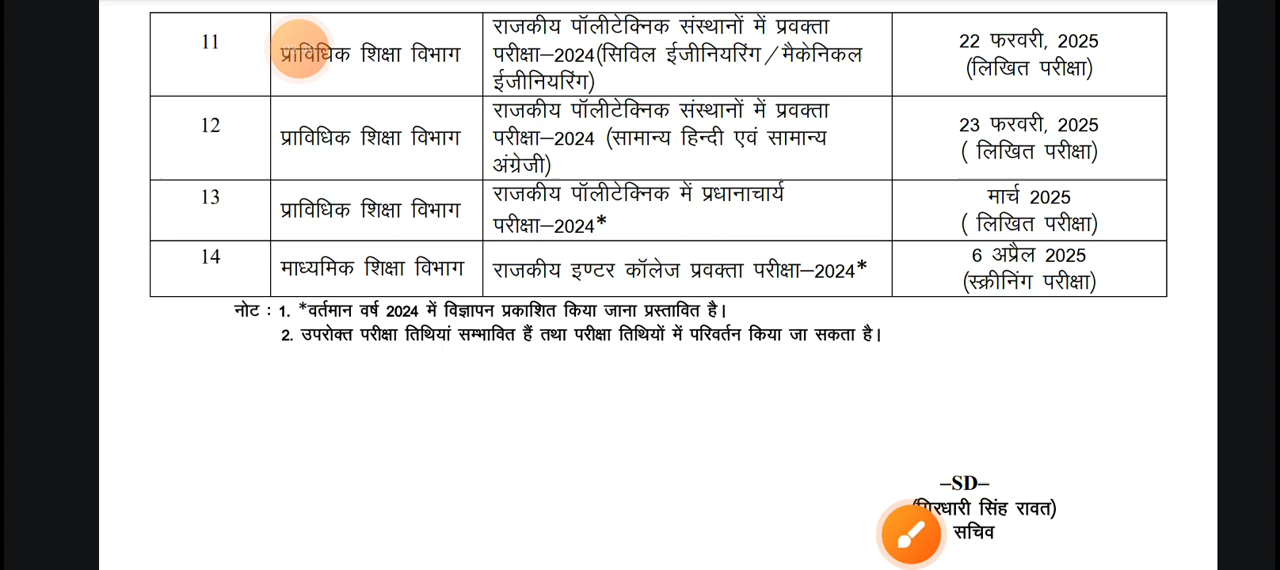 11
प्राविधिक शिक्षा विभाग
राजकीय पॉलीटेक्निक संस्थानों में प्रवक्ता
परीक्षा–2024(सिविल ईजीनियरिंग/मैकेनिकल
ईजीनियरिंग)
22 फरवरी, 2025
(लिखित परीक्षा)
12
प्राविधिक शिक्षा विभाग
राजकीय पॉलीटेक्निक संस्थानों में प्रवक्ता
परीक्षा–2024 (सामान्य हिन्दी एवं सामान्य
अंग्रेजी)
23 फरवरी, 2025
( लिखित परीक्षा)
13
प्राविधिक शिक्षा विभाग
राजकीय पॉलीटेक्निक में प्रधानाचार्य
परीक्षा–2024*
मार्च 2025
( लिखित परीक्षा)
14
माध्यमिक शिक्षा विभाग
राजकीय इण्टर कॉलेज प्रवक्ता परीक्षा–2024*
6 अप्रैल 2025
(स्क्रीनिंग परीक्षा)
नोट : 1. *वर्तमान वर्ष 2024 में विज्ञापन प्रकाशित किया जाना प्रस्तावित है।
2. उपरोक्त परीक्षा तिथियां सम्भावित हैं तथा परीक्षा तिथियों में परिवर्तन किया जा सकता है।
–SD–
(गिरधारी सिंह रावत)
सचिव